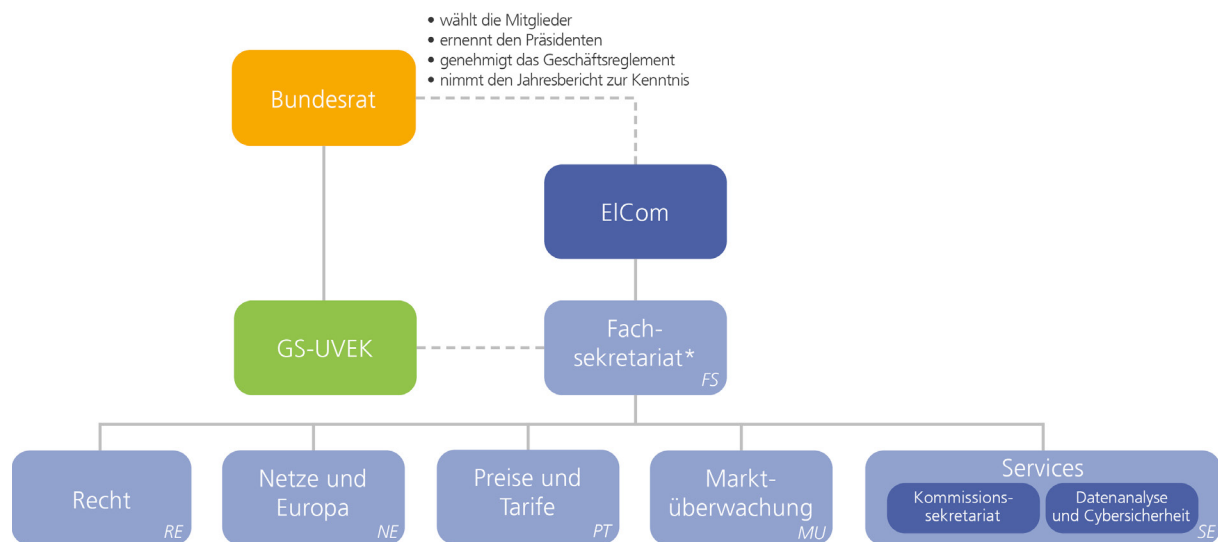 • wählt die Mitglieder
• ernennt den Präsidenten
• genehmigt das Geschäftsreglement
• nimmt den Jahresbericht zur Kenntnis
Bundesrat
ElCom
GS-UVEK
Fach-
sekretariat*
FS
Recht
RE
Netze und
Europa
NE
Preise und
Tarife
PT
Markt-
überwachung
MU
Services
Kommissions-
sekretariat
Datenanalyse
und Cybersicherheit
SE